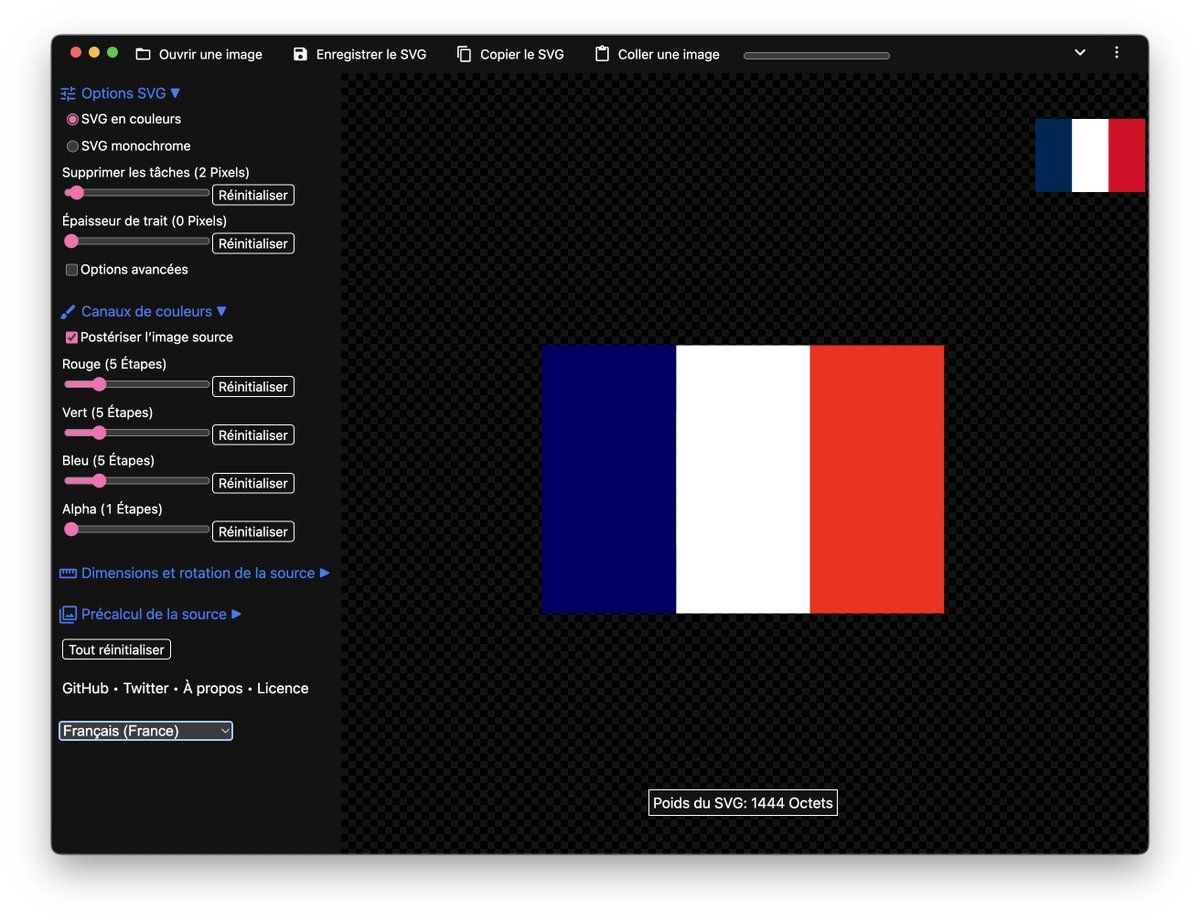 Ouvrir une image Enregistrer le SVG Copier le SVG Coller une image
Options SVG ▼
SVG en couleurs
SVG monochrome
Supprimer les tâches (2 Pixels)
Réinitialiser
Épaisseur de trait (0 Pixels)
Réinitialiser
Options avancées
Canaux de couleurs ▼
Postériser l’image source
Rouge (5 Étapes)
Réinitialiser
Vert (5 Étapes)
Réinitialiser
Bleu (5 Étapes)
Réinitialiser
Alpha (1 Étapes)
Réinitialiser
Dimensions et rotation de la source ▶
Précalcul de la source ▶
Tout réinitialiser
GitHub • Twitter • À propos • Licence
Français (France)
Poids du SVG: 1444 Octets